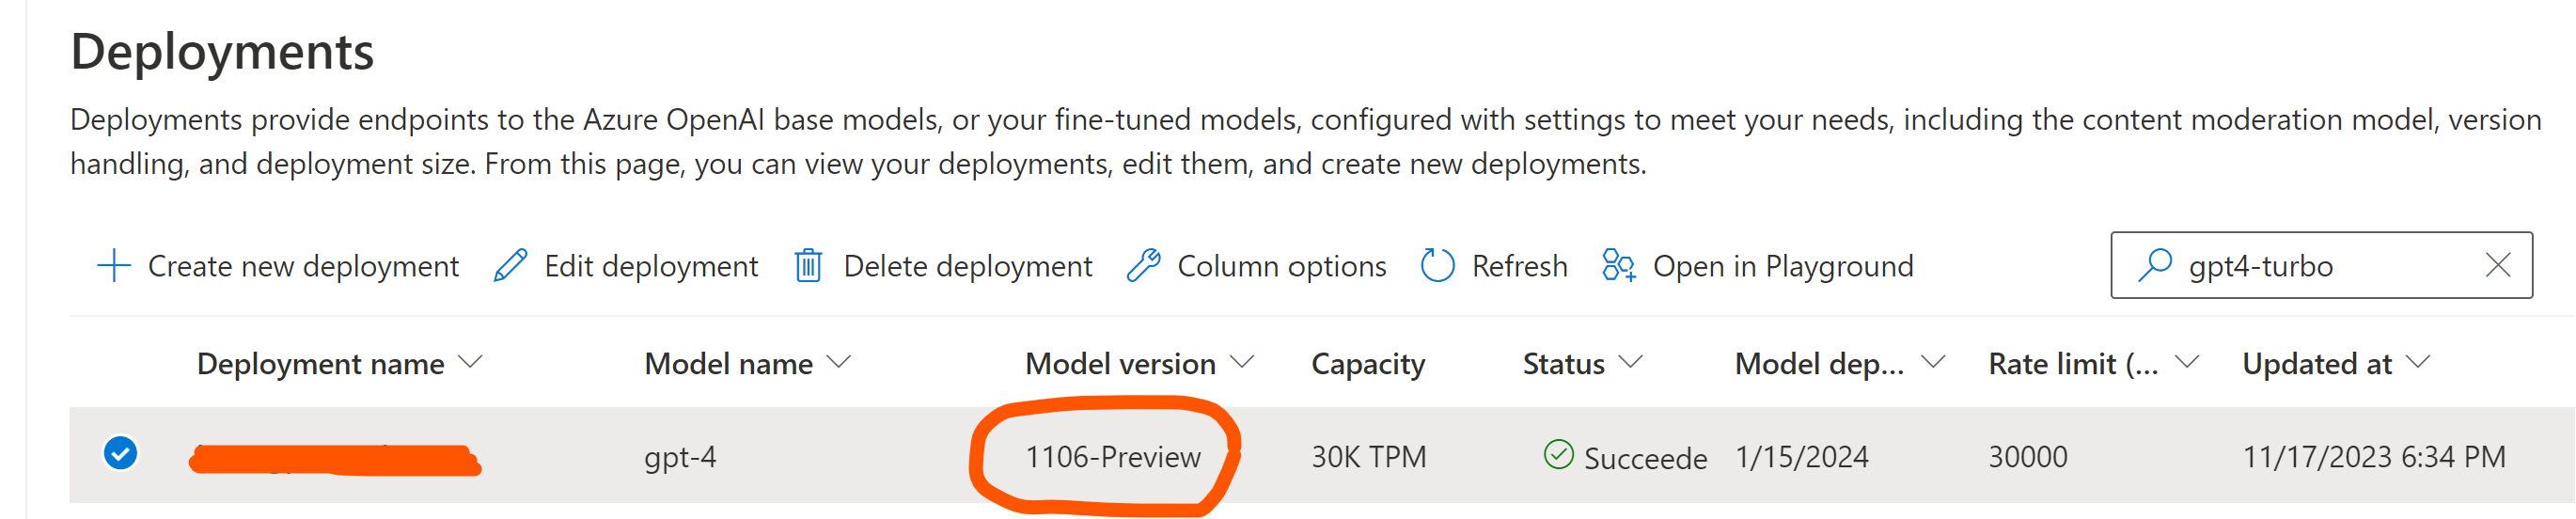 Deployments
Deployments provide endpoints to the Azure OpenAI base models, or your fine-tuned models, configured with settings to meet your needs, including the content moderation model, version
handling, and deployment size. From this page, you can view your deployments, edit them, and create new deployments.
Create new deployment Edit deployment Delete deployment Column options Refresh Open in Playground gpt4-turbo
Deployment name Model name Model version Capacity Status Model dep... Rate limit (... Updated at
gpt-4 1106-Preview 30K TPM Succeede 1/15/2024 30000 11/17/2023 6:34 PM